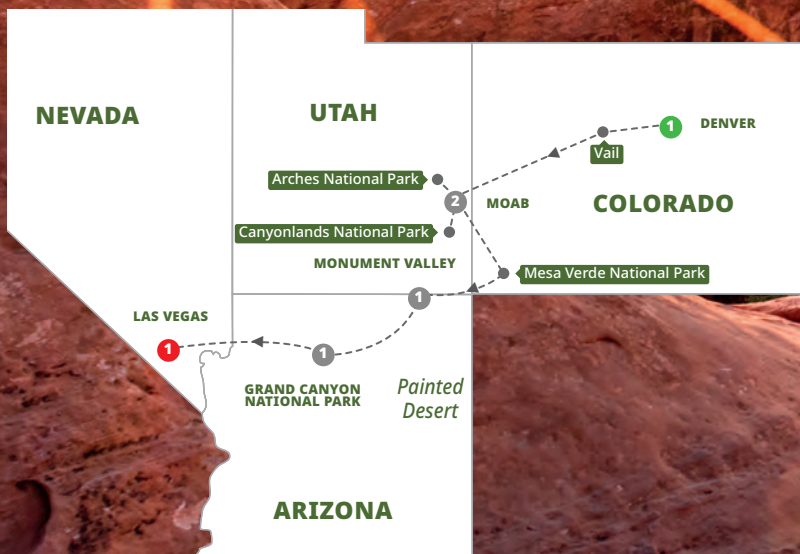 NEVADA
UTAH
1
DENVER
Vail
Arches National Park
2
MOAB
COLORADO
Canyonlands National Park
MONUMENT VALLEY
Mesa Verde National Park
1
LAS VEGAS
1
1
GRAND CANYON
NATIONAL PARK
Painted
Desert
ARIZONA